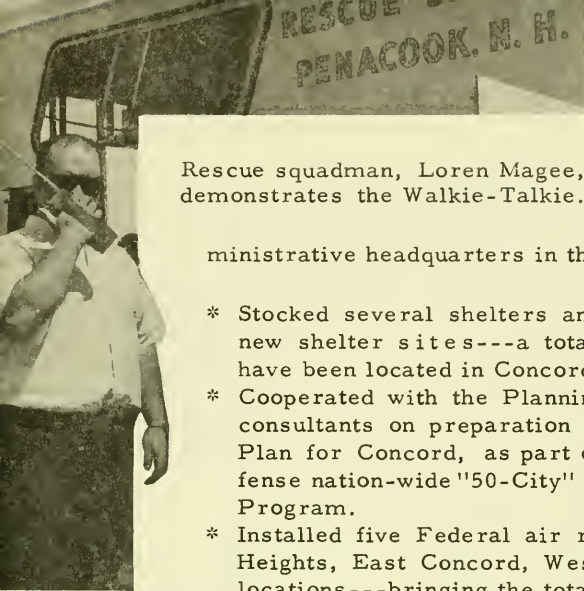 RESCUE
PENACOOK. N. H.
Rescue squadman, Loren Magee,
demonstrates the Walkie-Talkie.
ministrative headquarters in th
* Stocked several shelters an
new shelter sites---a tota
have been located in Concord
* Cooperated with the Plannin
consultants on preparation
Plan for Concord, as part o
fense nation-wide "50-City"
Program.
* Installed five Federal air r
Heights, East Concord, Wes
locations---bringing the total